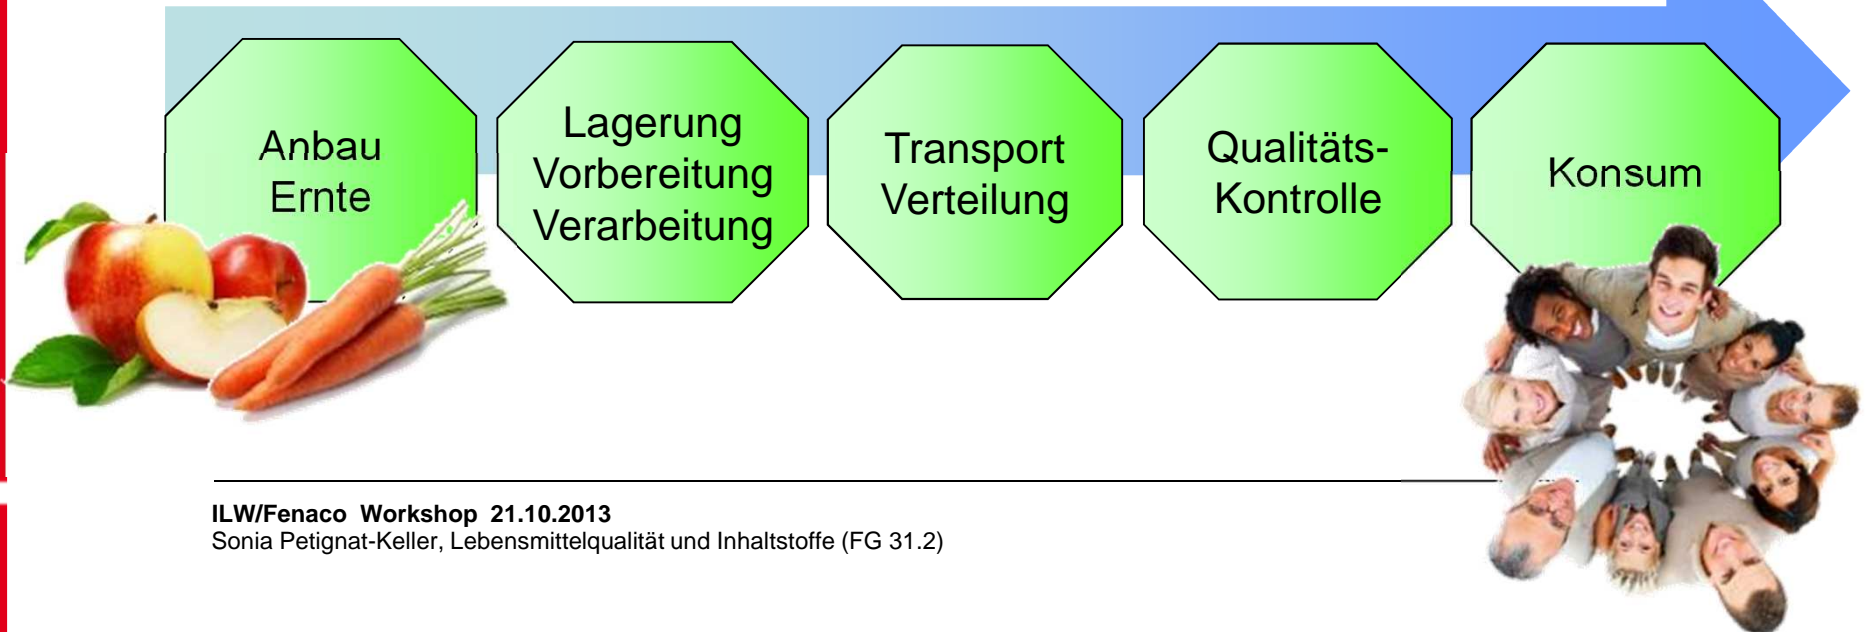 Anbau
Ernte
Lagerung
Vorbereitung
Verarbeitung
Transport
Verteilung
Qualitäts-
Kontrolle
Konsum
ILW/Fenaco Workshop 21.10.2013
Sonia Petignat-Keller, Lebensmittelqualität und Inhaltstoffe (FG 31.2)